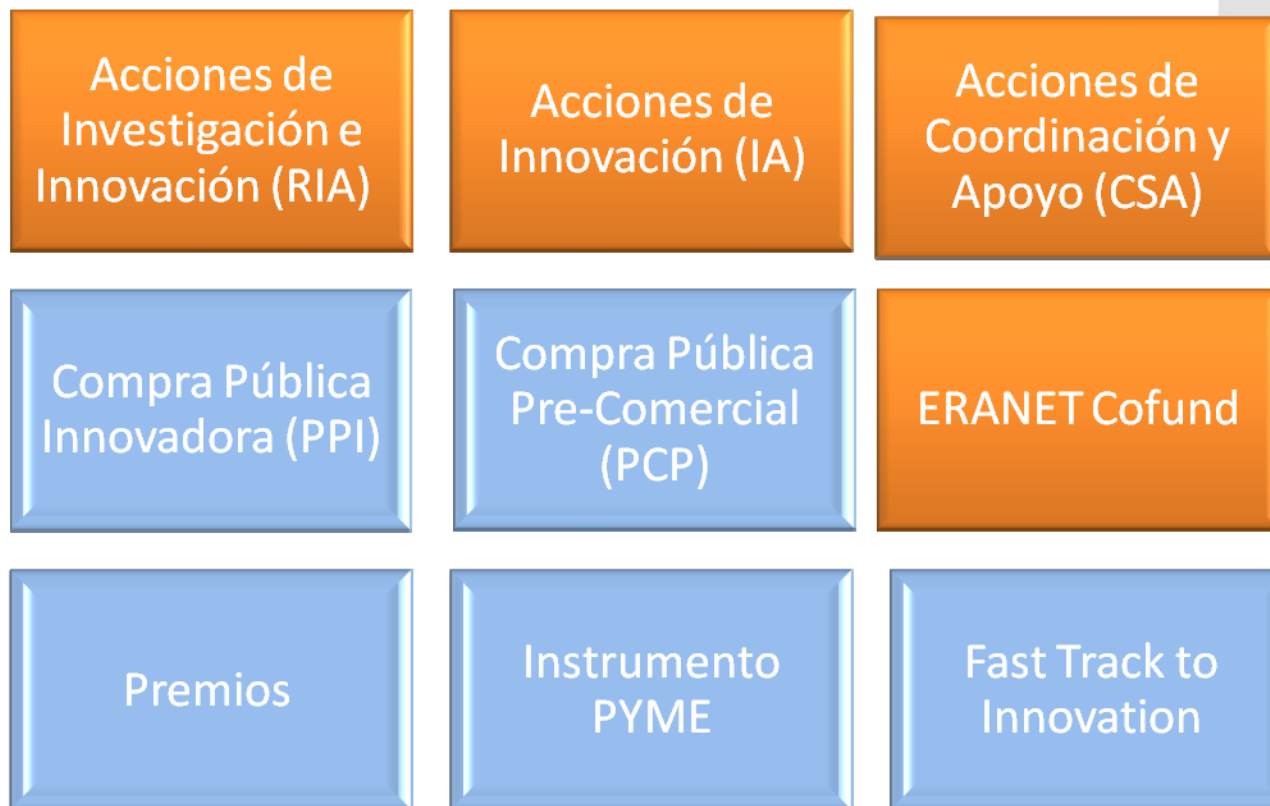 Acciones de
Investigación e
Innovación (RIA)
Acciones de
Innovación (IA)
Acciones de
Coordinación y
Apoyo (CSA)
Compra Pública
Innovadora (PPI)
Compra Pública
Pre-Comercial
(PCP)
ERANET Cofund
Premios
Instrumento
PYME
Fast Track to
Innovation